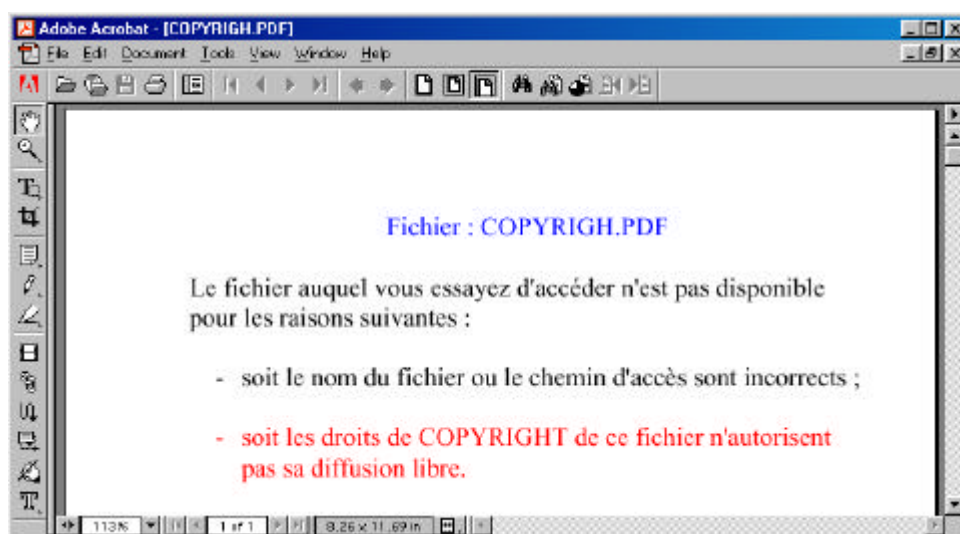 Adobe Acrobat - [COPYRIGH.PDF]
File Edit Document Tools View Window Help
Fichier : COPYRIGH.PDF
Le fichier auquel vous essayez d'accéder n'est pas disponible
pour les raisons suivantes :
- soit le nom du fichier ou le chemin d'accès sont incorrects ;
- soit les droits de COPYRIGHT de ce fichier n'autorisent
pas sa diffusion libre.
113% 1 of 1 8.26 x 11.69 in